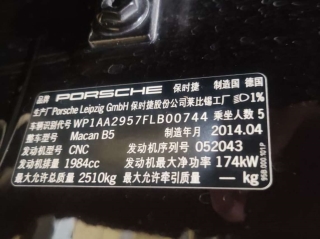 品牌 PORSCHE 保时捷 制造国 德国
生产厂 Porsche Leipzig GmbH 保时捷股份公司莱比锡工厂 1%
车辆识别代号 WP1AA2957FLB00744 乘坐人数 5
整车型号 Macan B5 制造年月 2014.04
发动机型号 CNC 发动机序列号 052043
发动机排量 1984cc 发动机最大净功率 174kW
最大允许总质量 2510kg 最大允许牵引质量 — kg